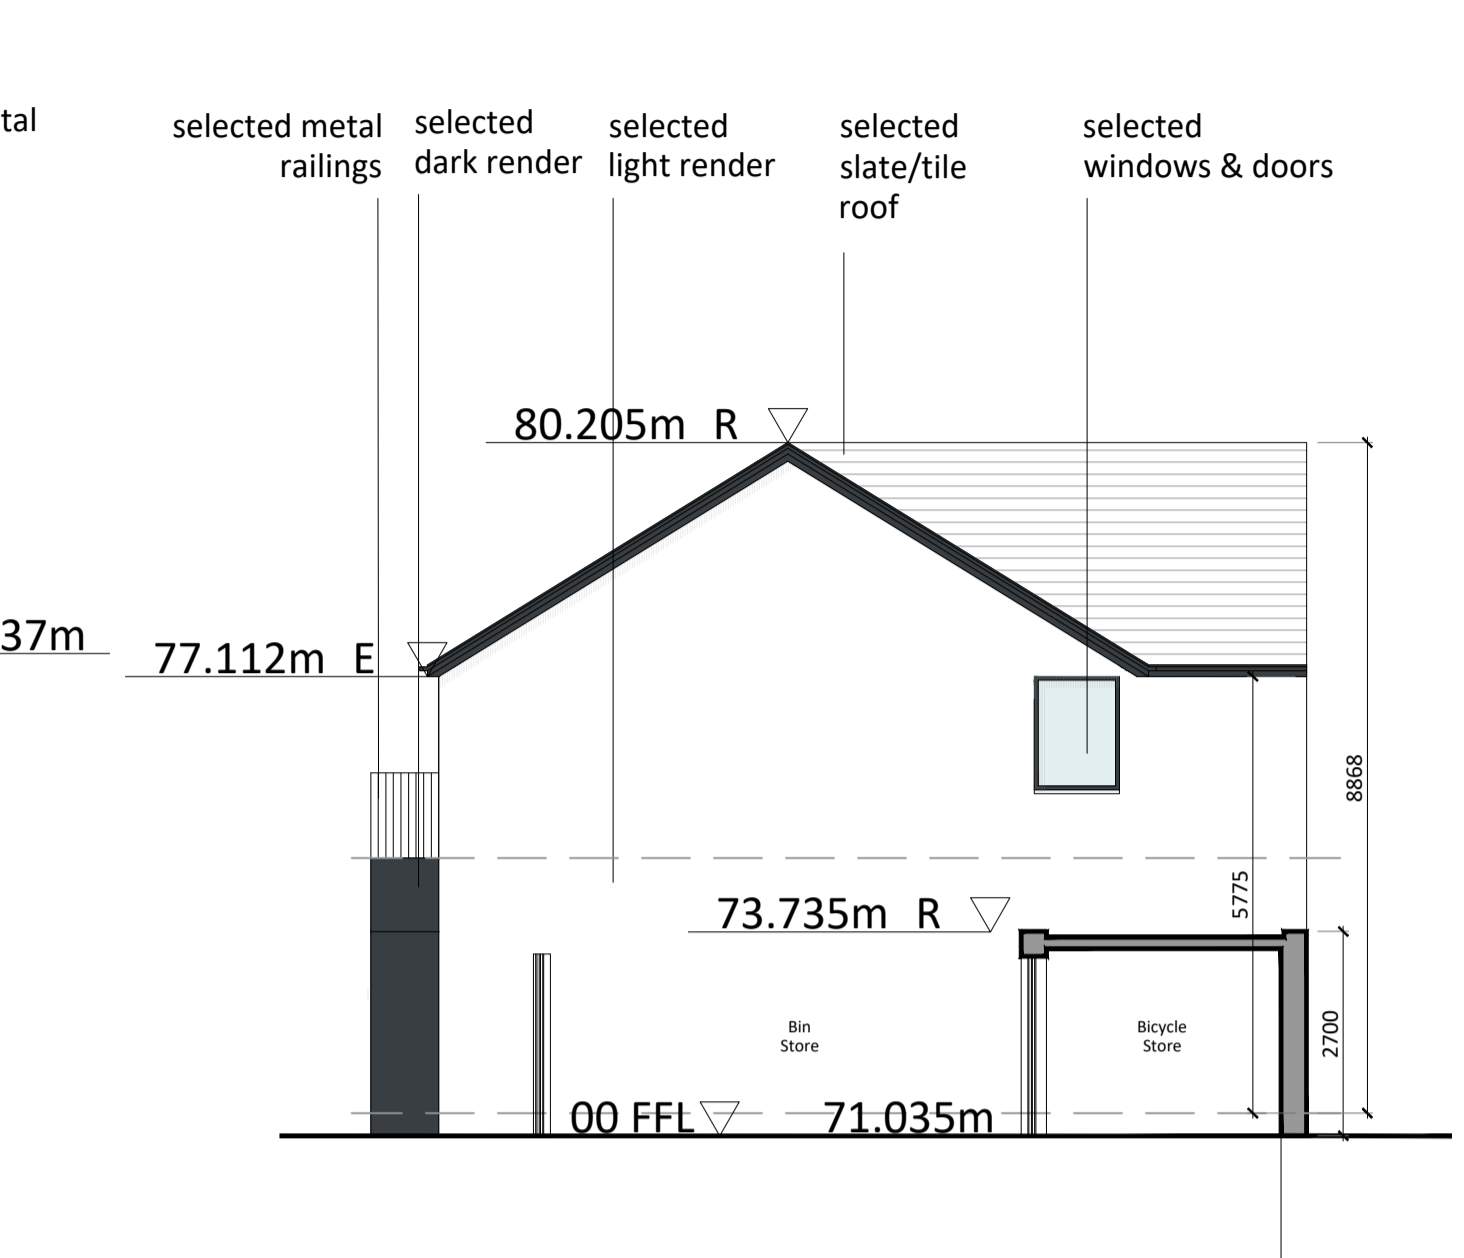 tal
selected metal
railings
selected
dark render
selected
light render
selected
slate/tile
roof
selected
windows & doors
80.205m R
37m
77.112m E
8868
5775
73.735m R
2700
Bin
Store
Bicycle
Store
00 FFL
71.035m